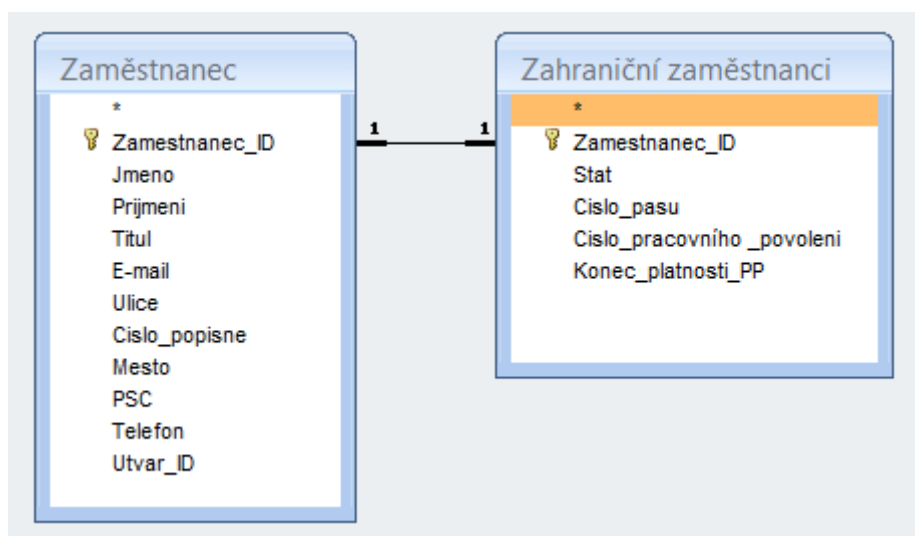 Zaměstnanec
*
Zamestnanec_ID
Jmeno
Prijmeni
Titul
E-mail
Ulice
Cislo_popisne
Mesto
PSC
Telefon
Utvar_ID
1 1
Zahraniční zaměstnanci
*
Zamestnanec_ID
Stat
Cislo_pasu
Cislo_pracovního _povoleni
Konec_platnosti_PP